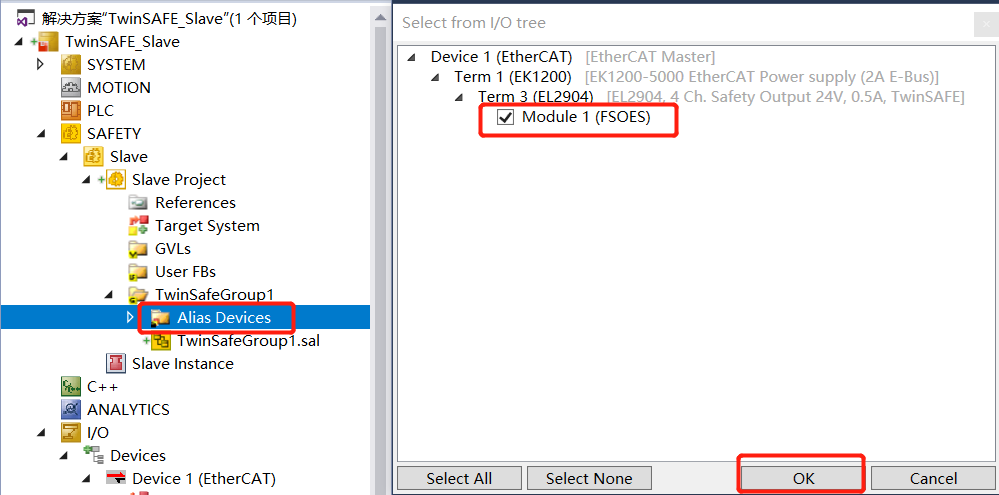 解决方案“TwinSAFE_Slave”(1 个项目)
TwinSAFE_Slave
SYSTEM
MOTION
PLC
SAFETY
Slave
Slave Project
References
Target System
GVLs
User FBs
TwinSafeGroup1
Alias Devices
TwinSafeGroup1.sal
Slave Instance
C++
ANALYTICS
I/O
Devices
Device 1 (EtherCAT)
Select from I/O tree
Device 1 (EtherCAT) [EtherCAT Master]
Term 1 (EK1200) [EK1200-5000 EtherCAT Power supply (2A E-Bus)]
Term 3 (EL2904) [EL2904, 4 Ch. Safety Output 24V, 0.5A, TwinSAFE]
Module 1 (FSOES)
Select All Select None OK Cancel